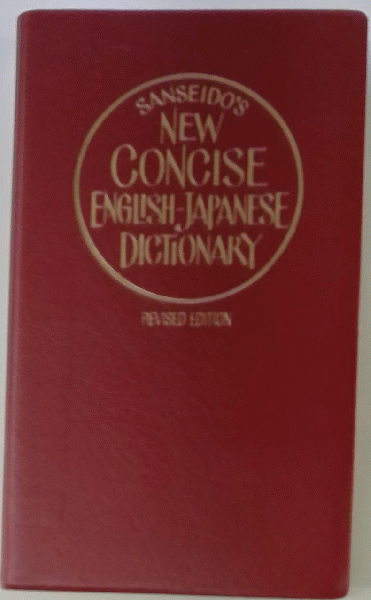 SANSEIDO'S
NEW
CONCISE
ENGLISH-JAPANESE
DICTIONARY
REVISED EDITION